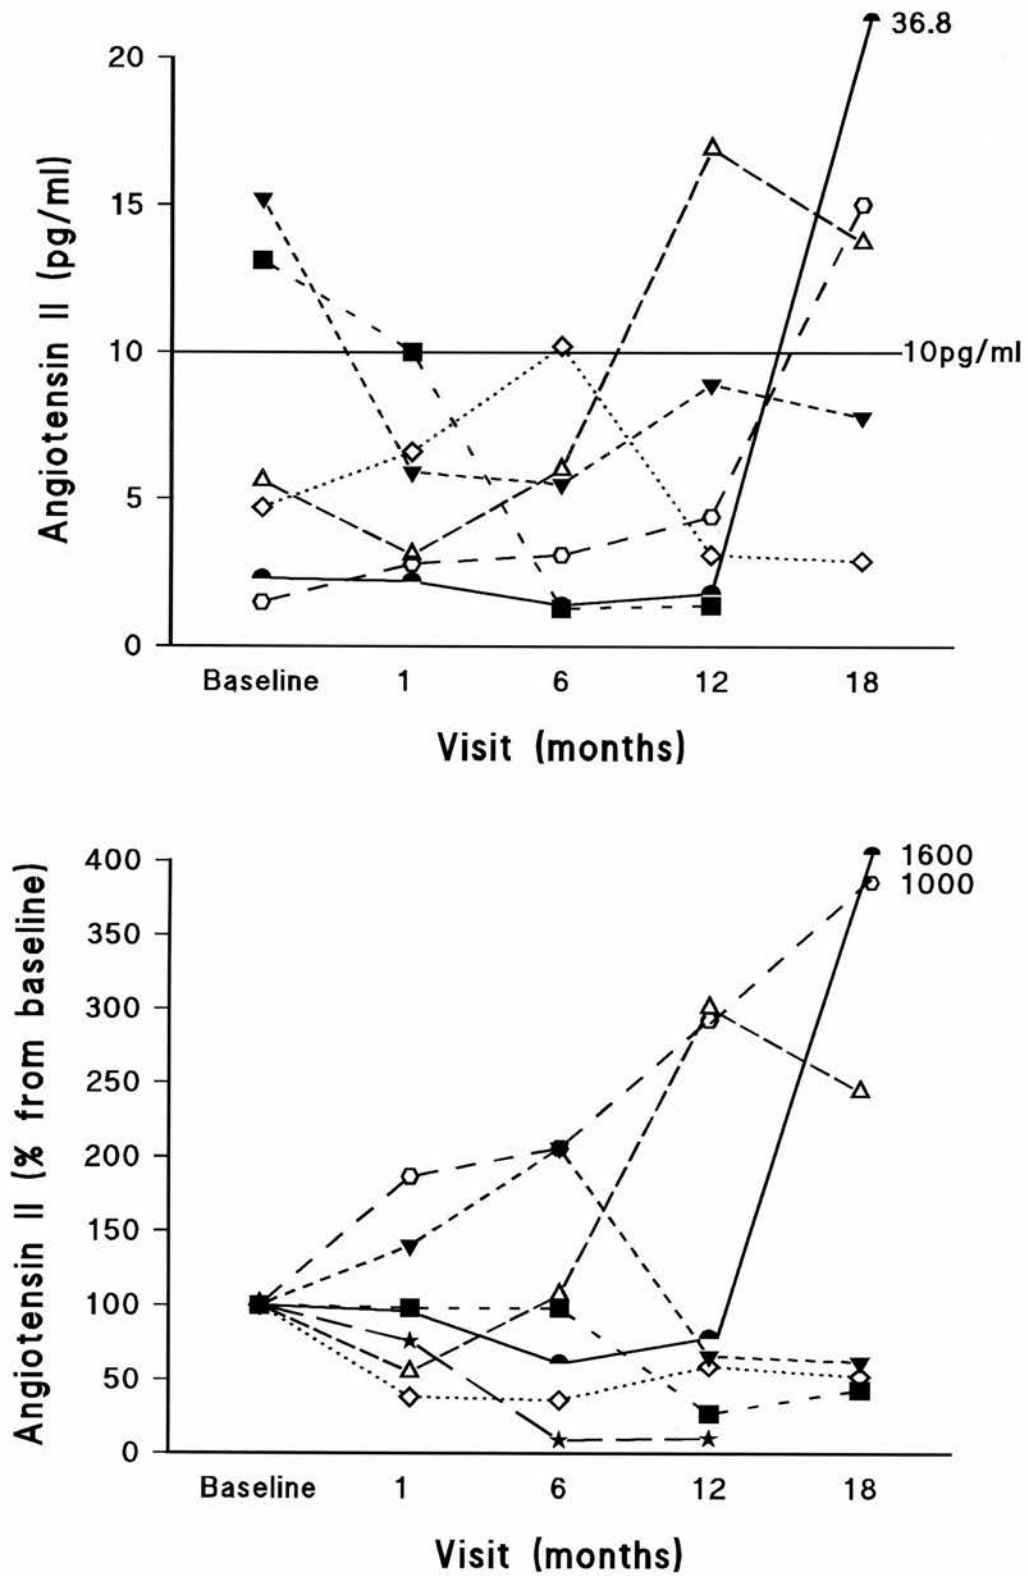 36.8
20
15
10
5
0
Angiotensin II (pg/ml)
10pg/ml
Baseline 1 6 12 18
Visit (months)
400
350
300
250
200
150
100
50
0
Angiotensin II (% from baseline)
1600
1000
Baseline 1 6 12 18
Visit (months)